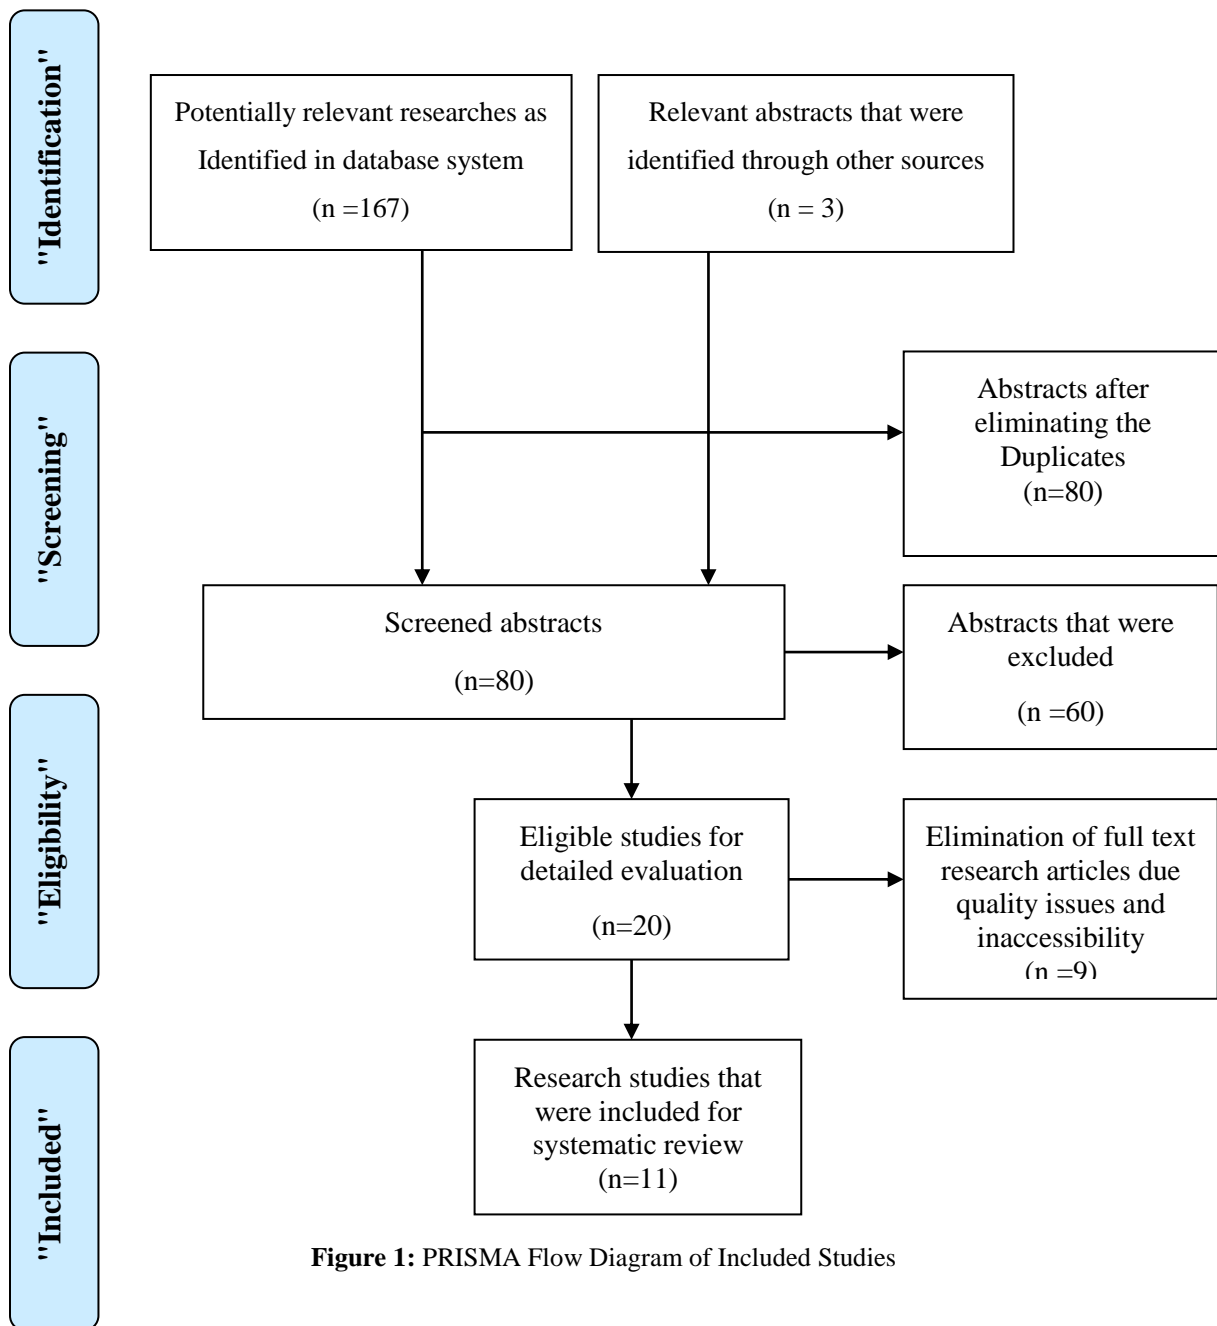 "Identification"
Potentially relevant researches as
Identified in database system
(n =167)
Relevant abstracts that were
identified through other sources
(n = 3)
"Screening"
Abstracts after
eliminating the
Duplicates
(n=80)
Screened abstracts
(n=80)
Abstracts that were
excluded
(n =60)
"Eligibility"
Eligible studies for
detailed evaluation
(n=20)
Elimination of full text
research articles due
quality issues and
inaccessibility
(n =9)
"Included"
Research studies that
were included for
systematic review
(n=11)
Figure 1: PRISMA Flow Diagram of Included Studies